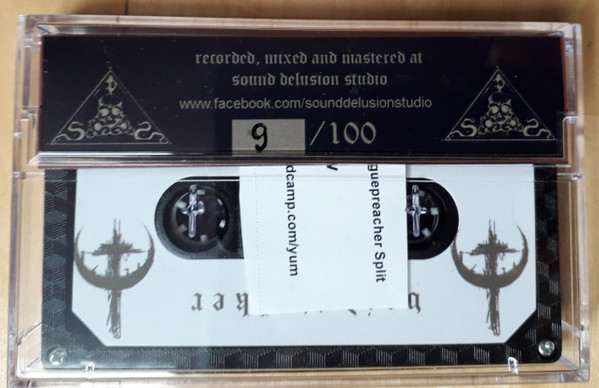 recorded, mixed and mastered at
sound delusion studio
www.facebook.com/sounddelusionstudio
9 /100
P
S S
P
S S
guepreacher Split
dcamp.com/yum